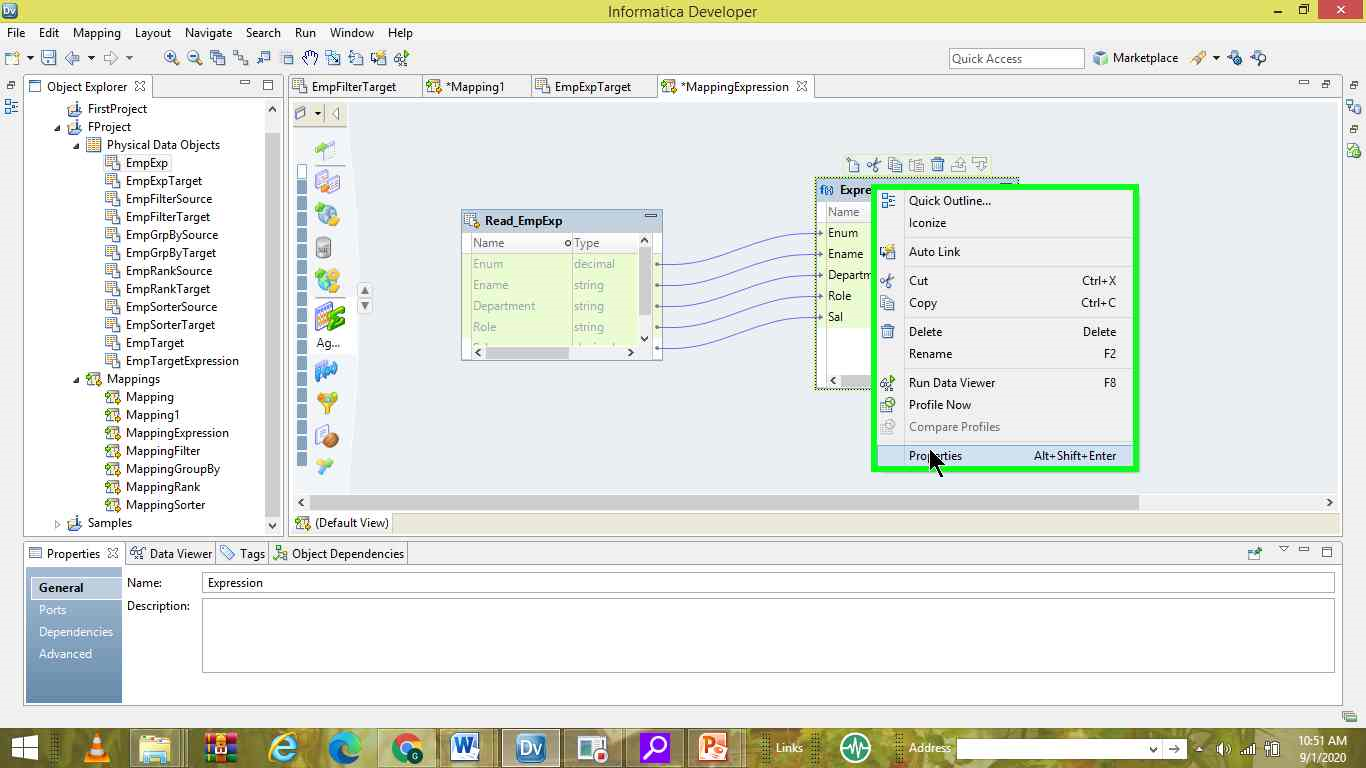 Informatica Developer
File Edit Mapping Layout Navigate Search Run Window Help
Quick Access
Marketplace
Object Explorer
EmpFilterTarget
*Mapping1
EmpExpTarget
*MappingExpression
FirstProject
FProject
Physical Data Objects
EmpExp
EmpExpTarget
EmpFilterSource
EmpFilterTarget
EmpGrpBySource
EmpGrpByTarget
EmpRankSource
EmpRankTarget
EmpSorterSource
EmpSorterTarget
EmpTarget
EmpTargetExpression
Mappings
Mapping
Mapping1
MappingExpression
MappingFilter
MappingGroupBy
MappingRank
MappingSorter
Samples
Ag...
Read_EmpExp
Name Type
Enum decimal
Ename string
Department string
Role string
Expre
Name
Enum
Ename
Departm
Role
Sal
Quick Outline...
Iconize
Auto Link
Cut Ctrl+X
Copy Ctrl+C
Delete Delete
Rename F2
Run Data Viewer F8
Profile Now
Compare Profiles
Properties Alt+Shift+Enter
(Default View)
Properties
Data Viewer
Tags
Object Dependencies
General
Ports
Dependencies
Advanced
Name: Expression
Description:
Links
Address
10:51 AM
9/1/2020